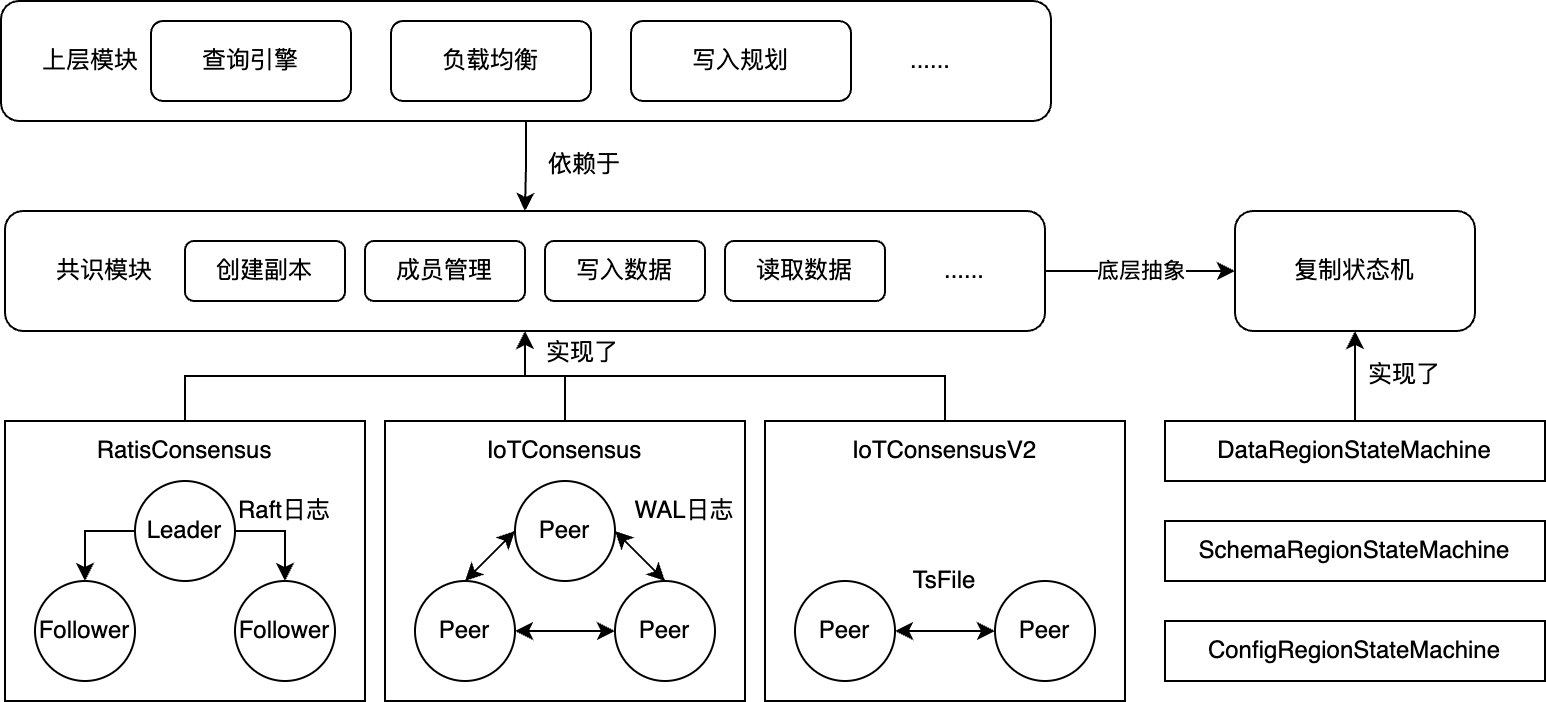 上层模块
查询引擎
负载均衡
写入规划
......
依赖于
共识模块
创建副本
成员管理
写入数据
读取数据
......
底层抽象
复制状态机
实现了
实现了
RatisConsensus
Leader
Raft日志
Follower
Follower
IoTConsensus
Peer
WAL日志
Peer
Peer
IoTConsensusV2
TsFile
Peer
Peer
DataRegionStateMachine
SchemaRegionStateMachine
ConfigRegionStateMachine